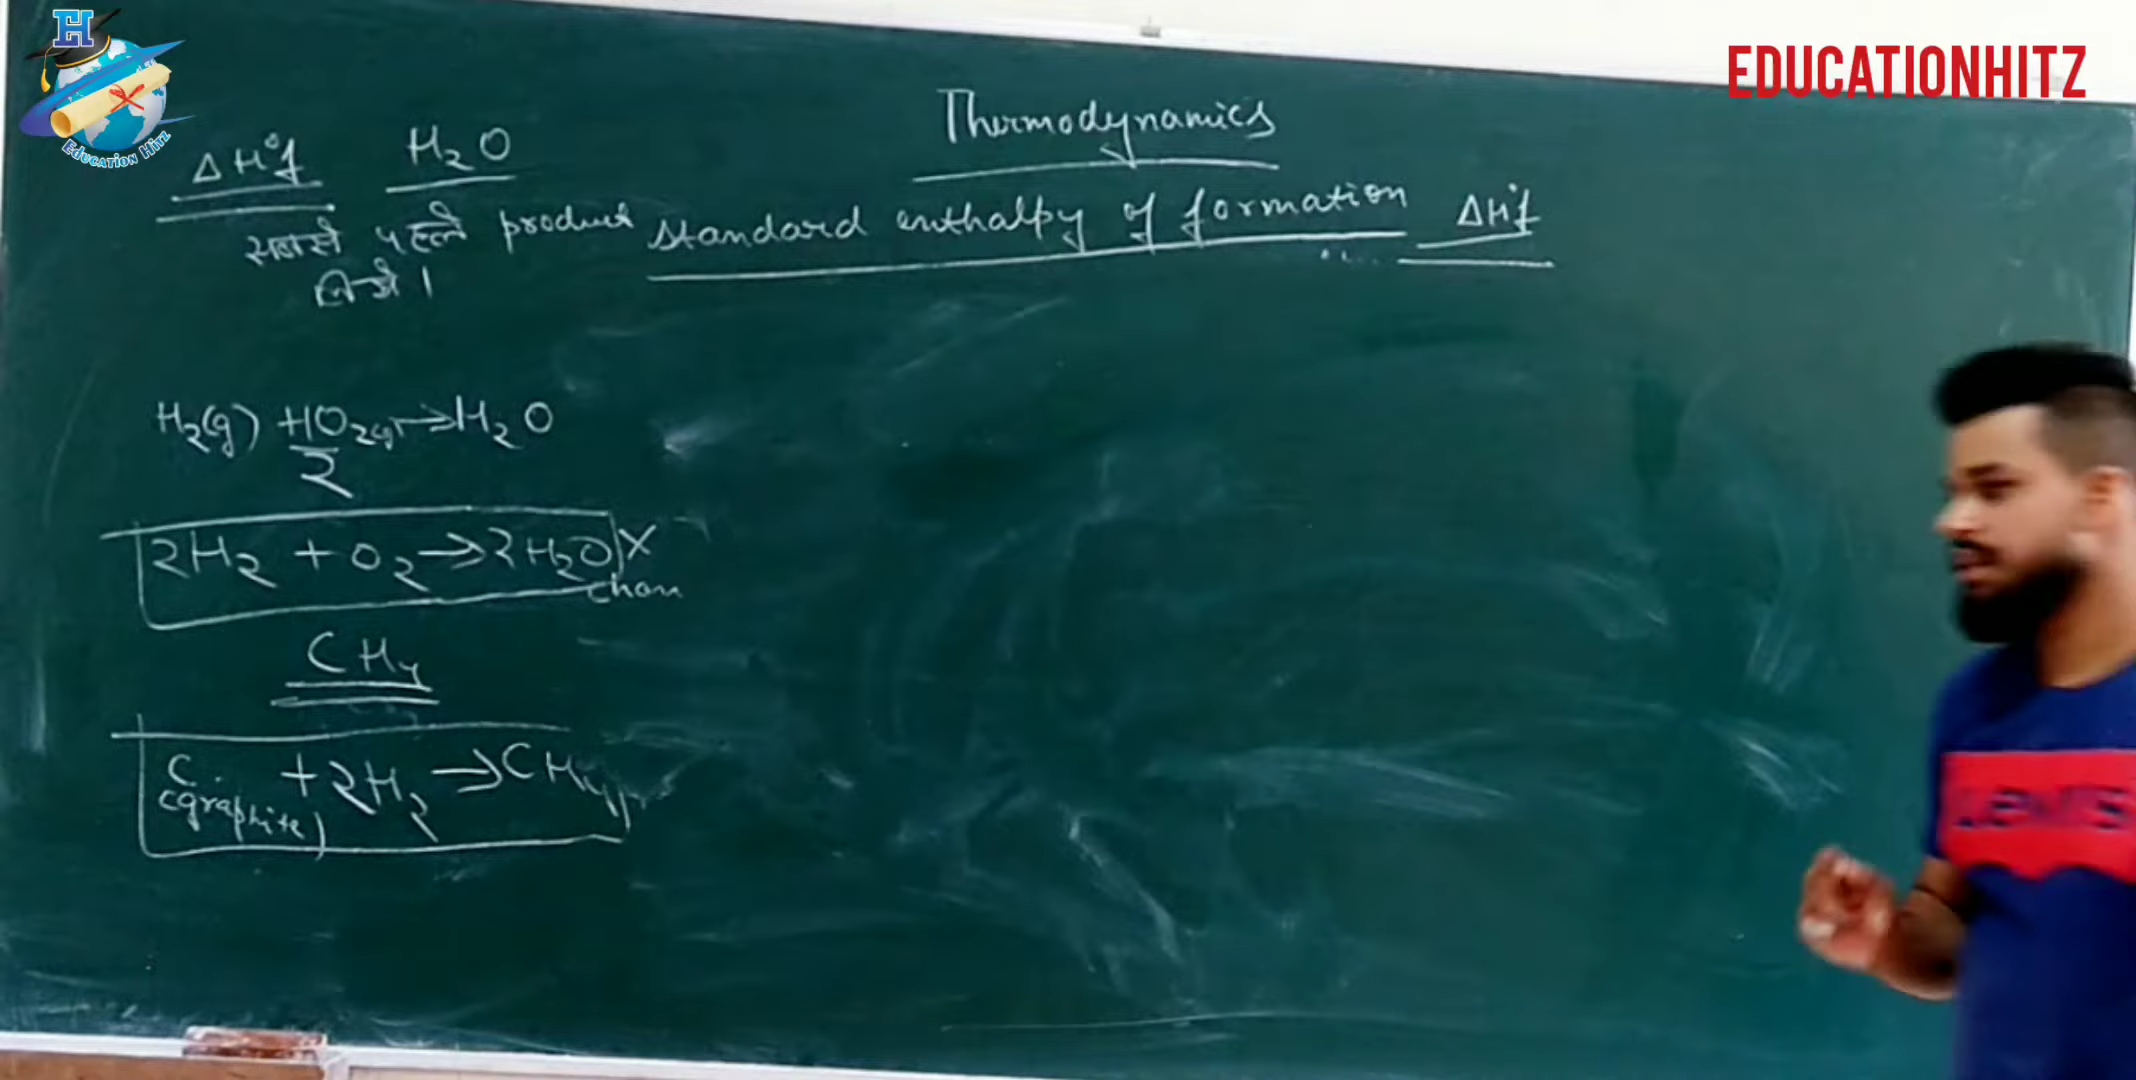 EDUCATIONHITZ
EH
EDUCATION HITZ
Thermodynamics
standard enthalpy of formation ΔH°f
ΔH°f H₂O
सबसे पहले product
लिखो।
H₂(g) + 1/2 O₂(g) → H₂O
2H₂ + O₂ → 2H₂O X
CH₄
C + 2H₂ → CH₄
(graphite)